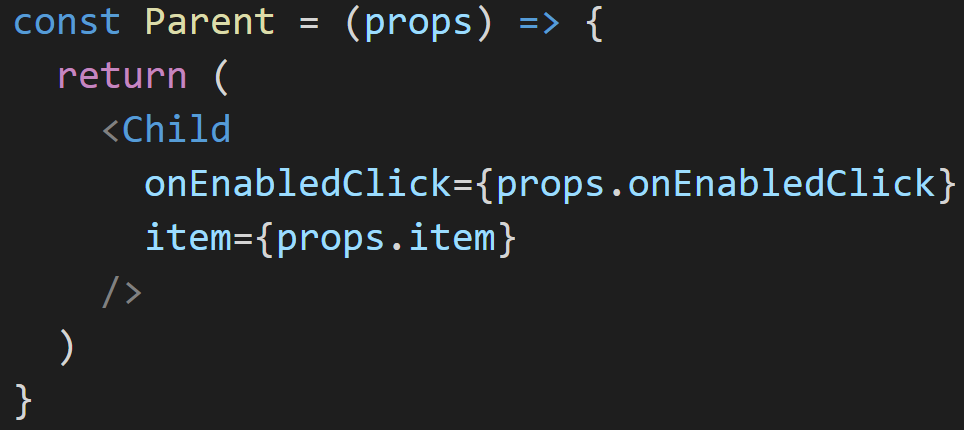 const Parent = (props) => {
  return (
    <Child
      onEnabledClick={props.onEnabledClick}
      item={props.item}
    />
  )
}